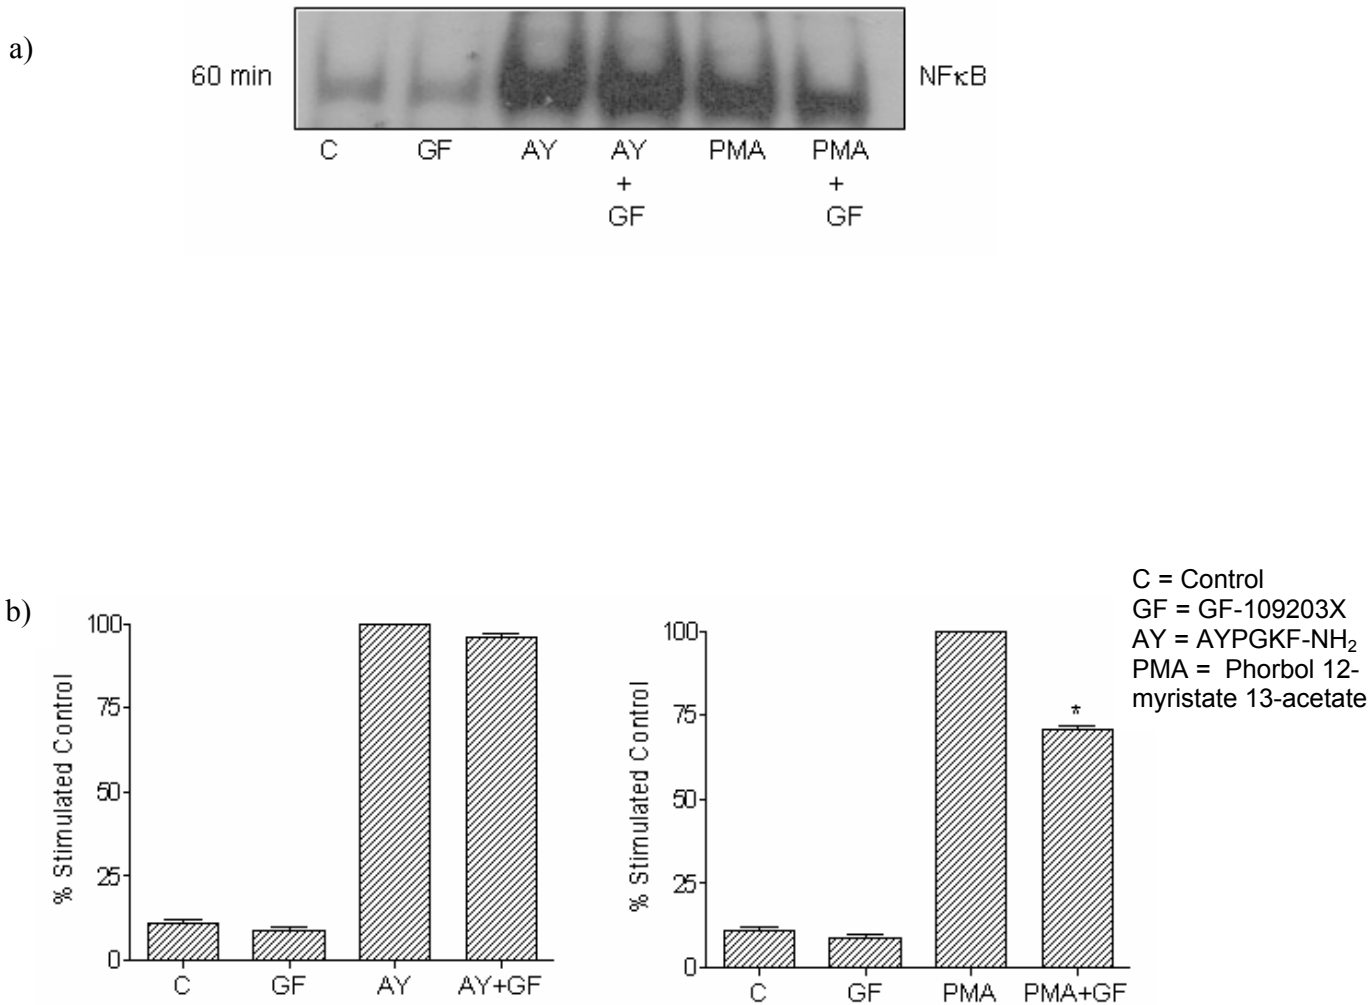 a)
60 min
NFκB
C GF AY AY PMA PMA
+ +
GF GF
b)
C = Control
GF = GF-109203X
AY = AYPGKF-NH₂
PMA = Phorbol 12-
myristate 13-acetate
% Stimulated Control
100
75
50
25
0
C GF AY AY+GF
% Stimulated Control
100
75
50
25
0
*
C GF PMA PMA+GF